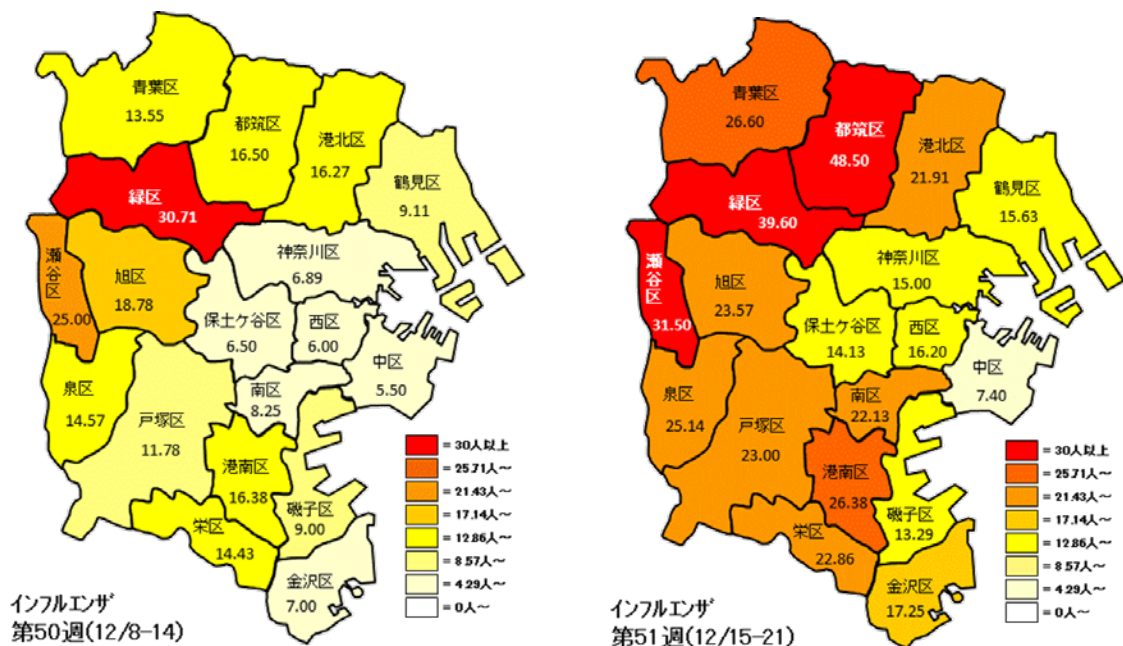 青葉区
13.55
都筑区
16.50
港北区
16.27
鶴見区
9.11
緑区
30.71
神奈川区
6.89
瀬谷区
25.00
旭区
18.78
保土ケ谷区
6.50
西区
6.00
中区
5.50
南区
8.25
泉区
14.57
戸塚区
11.78
港南区
16.38
磯子区
9.00
栄区
14.43
金沢区
7.00
=30人以上
=25.71人～
=21.43人～
=17.14人～
=12.86人～
=8.57人～
=4.29人～
=0人～
インフルエンザ
第50週(12/8-14)
青葉区
26.60
都筑区
48.50
港北区
21.91
鶴見区
15.63
緑区
39.60
神奈川区
15.00
瀬谷区
31.50
旭区
23.57
保土ケ谷区
14.13
西区
16.20
中区
7.40
南区
22.13
泉区
25.14
戸塚区
23.00
港南区
26.38
磯子区
13.29
栄区
22.86
金沢区
17.25
=30人以上
=25.71人～
=21.43人～
=17.14人～
=12.86人～
=8.57人～
=4.29人～
=0人～
インフルエンザ
第51週(12/15-21)